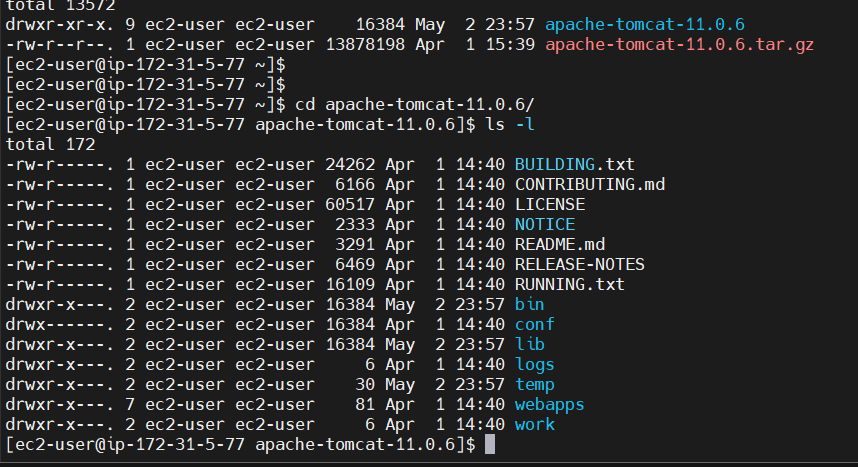 total 13572
drwxr-xr-x. 9 ec2-user ec2-user    16384 May  2 23:57 apache-tomcat-11.0.6
-rw-r--r--. 1 ec2-user ec2-user 13878198 Apr  1 15:39 apache-tomcat-11.0.6.tar.gz
[ec2-user@ip-172-31-5-77 ~]$
[ec2-user@ip-172-31-5-77 ~]$
[ec2-user@ip-172-31-5-77 ~]$ cd apache-tomcat-11.0.6/
[ec2-user@ip-172-31-5-77 apache-tomcat-11.0.6]$ ls -l
total 172
-rw-r-----. 1 ec2-user ec2-user 24262 Apr  1 14:40 BUILDING.txt
-rw-r-----. 1 ec2-user ec2-user  6166 Apr  1 14:40 CONTRIBUTING.md
-rw-r-----. 1 ec2-user ec2-user 60517 Apr  1 14:40 LICENSE
-rw-r-----. 1 ec2-user ec2-user  2333 Apr  1 14:40 NOTICE
-rw-r-----. 1 ec2-user ec2-user  3291 Apr  1 14:40 README.md
-rw-r-----. 1 ec2-user ec2-user  6469 Apr  1 14:40 RELEASE-NOTES
-rw-r-----. 1 ec2-user ec2-user 16109 Apr  1 14:40 RUNNING.txt
drwxr-x---. 2 ec2-user ec2-user 16384 May  2 23:57 bin
drwx------. 2 ec2-user ec2-user 16384 Apr  1 14:40 conf
drwxr-x---. 2 ec2-user ec2-user 16384 May  2 23:57 lib
drwxr-x---. 2 ec2-user ec2-user     6 Apr  1 14:40 logs
drwxr-x---. 2 ec2-user ec2-user    30 May  2 23:57 temp
drwxr-x---. 7 ec2-user ec2-user    81 Apr  1 14:40 webapps
drwxr-x---. 2 ec2-user ec2-user     6 Apr  1 14:40 work
[ec2-user@ip-172-31-5-77 apache-tomcat-11.0.6]$